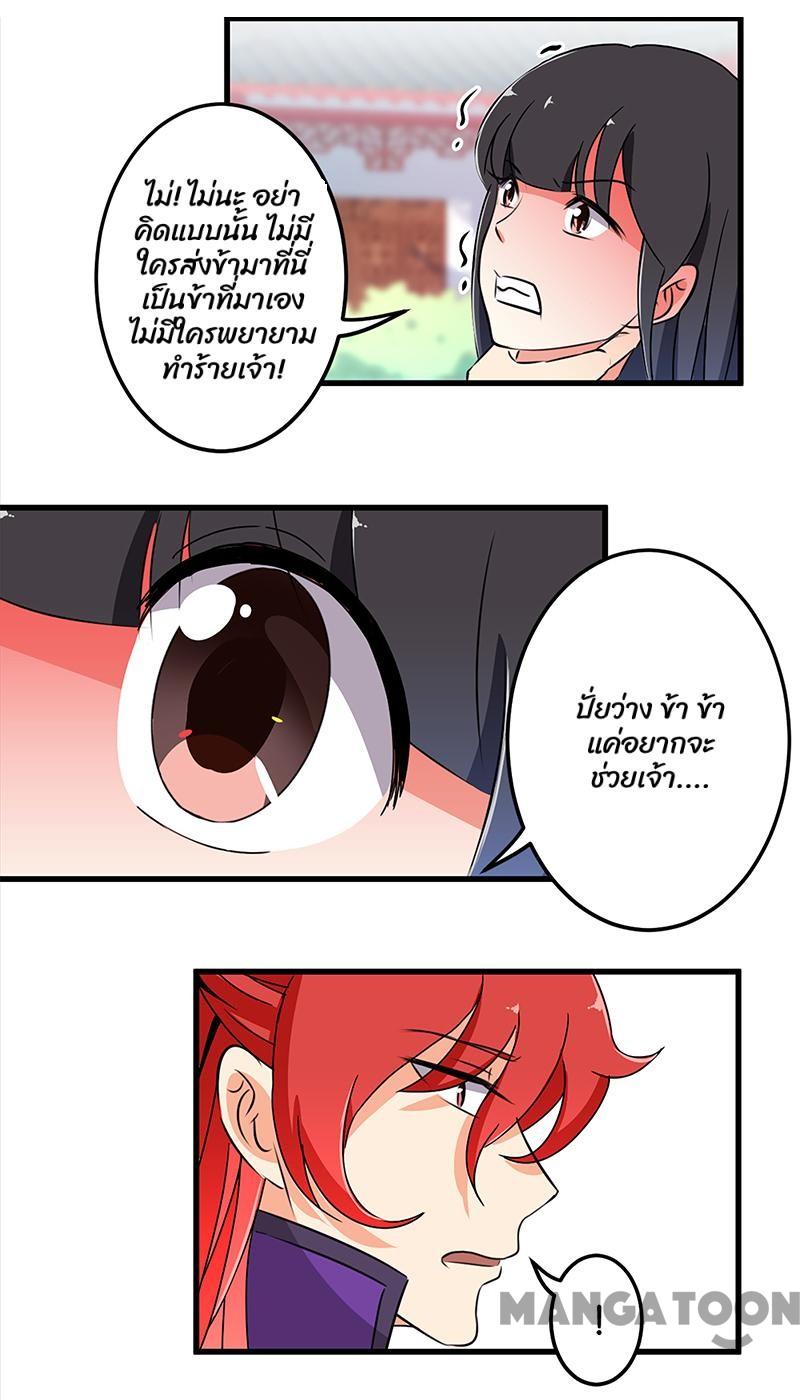 ไม่! ไม่นะ อย่า
คิดแบบนั้น ไม่มี
ใครส่งข้ามาที่นี่
เป็นข้าที่มาเอง
ไม่มีใครพยายาม
ทำร้ายเจ้า!
ปั่ยว่าง ข้า ข้า
แค่อยากจะ
ช่วยเจ้า....
!
MANGATOON